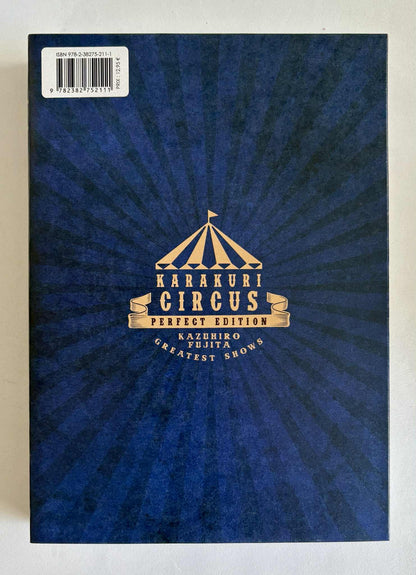 ISBN 978-2-38275-211-1
9 782382 752111
PRIX : 12,95 €
KARAKURI
CIRCUS
PERFECT EDITION
KAZUHIRO
FUJITA
GREATEST SHOWS